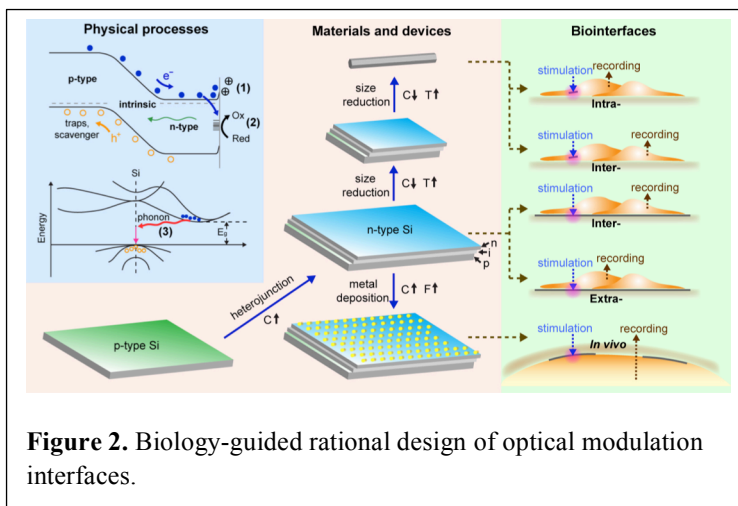 Physical processes
p-type
e⁻
⊕
⊕
(1)
intrinsic
Ox
(2)
Red
traps,
scavenger
h⁺
n-type
Si
Energy
phonon
(3)
Eg
Materials and devices
size
reduction
C↓ T↑
size
reduction
C↓ T↑
n-type Si
n
i
p
heterojunction
C↑
metal
deposition
C↑ F↑
p-type Si
Biointerfaces
stimulation
recording
Intra-
stimulation
recording
Inter-
stimulation
recording
Inter-
stimulation
recording
Extra-
stimulation
recording
In vivo
Figure 2. Biology-guided rational design of optical modulation
interfaces.